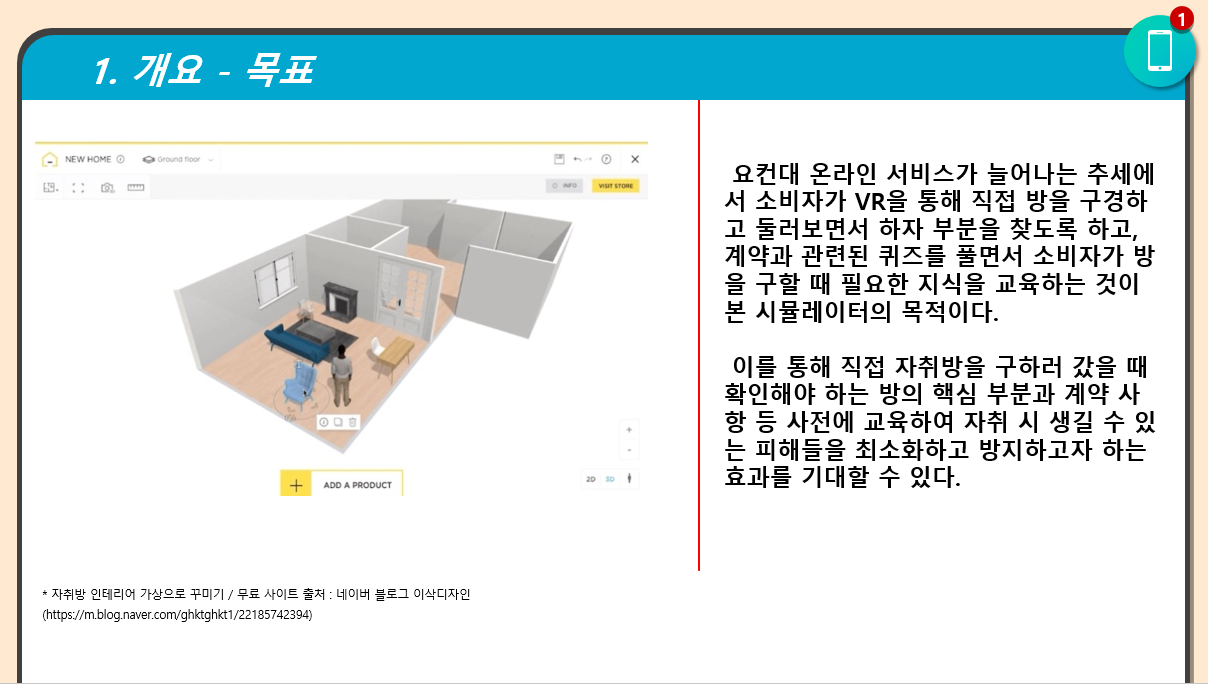 1
1. 개요 - 목표
NEW HOME
Ground floor
INFO
VISIT STORE
ADD A PRODUCT
2D 3D
요컨대 온라인 서비스가 늘어나는 추세에
서 소비자가 VR을 통해 직접 방을 구경하
고 둘러보면서 하자 부분을 찾도록 하고,
계약과 관련된 퀴즈를 풀면서 소비자가 방
을 구할 때 필요한 지식을 교육하는 것이
본 시뮬레이터의 목적이다.
이를 통해 직접 자취방을 구하러 갔을 때
확인해야 하는 방의 핵심 부분과 계약 사
항 등 사전에 교육하여 자취 시 생길 수 있
는 피해들을 최소화하고 방지하고자 하는
효과를 기대할 수 있다.
* 자취방 인테리어 가상으로 꾸미기 / 무료 사이트 출처 : 네이버 블로그 이삭디자인
(https://m.blog.naver.com/ghktghkt1/22185742394)